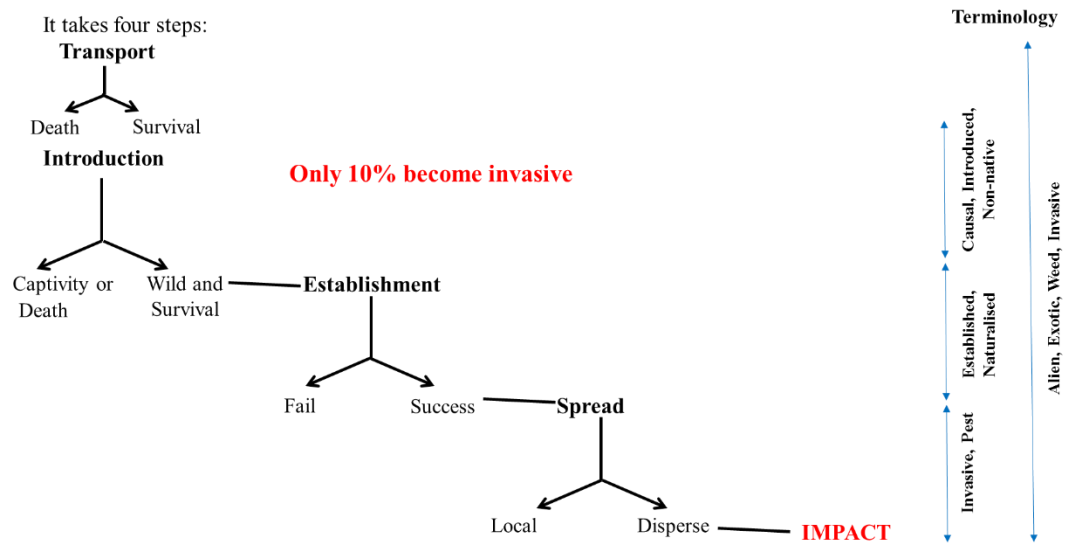 Terminology
It takes four steps:
Transport
Death
Survival
Introduction
Only 10% become invasive
Captivity or
Death
Wild and
Survival
Establishment
Fail
Success
Spread
Local
Disperse
IMPACT
Causal, Introduced,
Non-native
Established,
Naturalised
Invasive, Pest
Alien, Exotic, Weed, Invasive